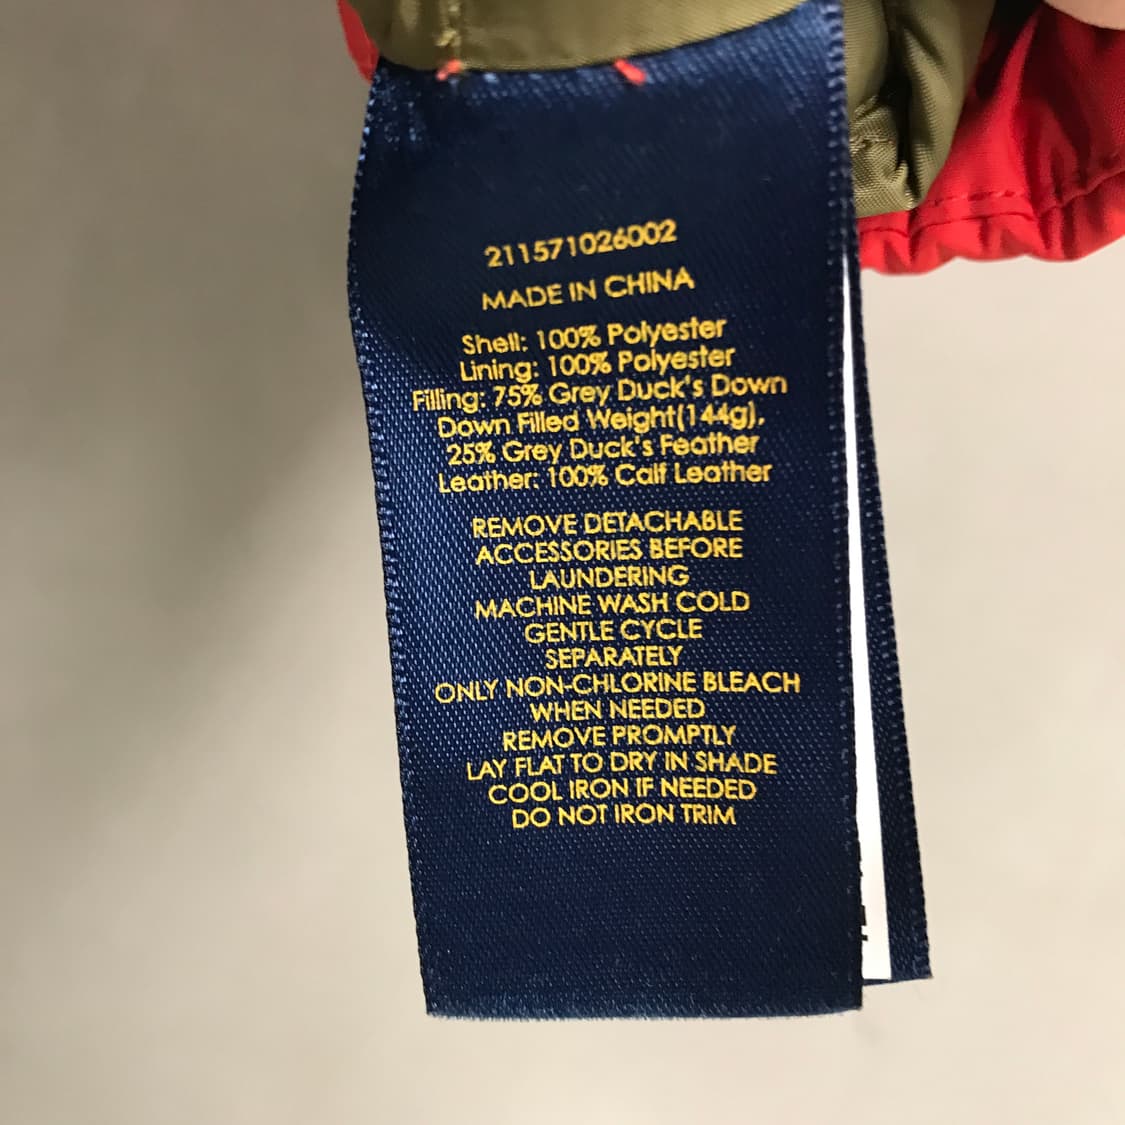 211571026002
MADE IN CHINA
Shell: 100% Polyester
Lining: 100% Polyester
Filling: 75% Grey Duck's Down
Down Filled Weight(144g),
25% Grey Duck's Feather
Leather: 100% Calf Leather
REMOVE DETACHABLE
ACCESSORIES BEFORE
LAUNDERING
MACHINE WASH COLD
GENTLE CYCLE
SEPARATELY
ONLY NON-CHLORINE BLEACH
WHEN NEEDED
REMOVE PROMPTLY
LAY FLAT TO DRY IN SHADE
COOL IRON IF NEEDED
DO NOT IRON TRIM